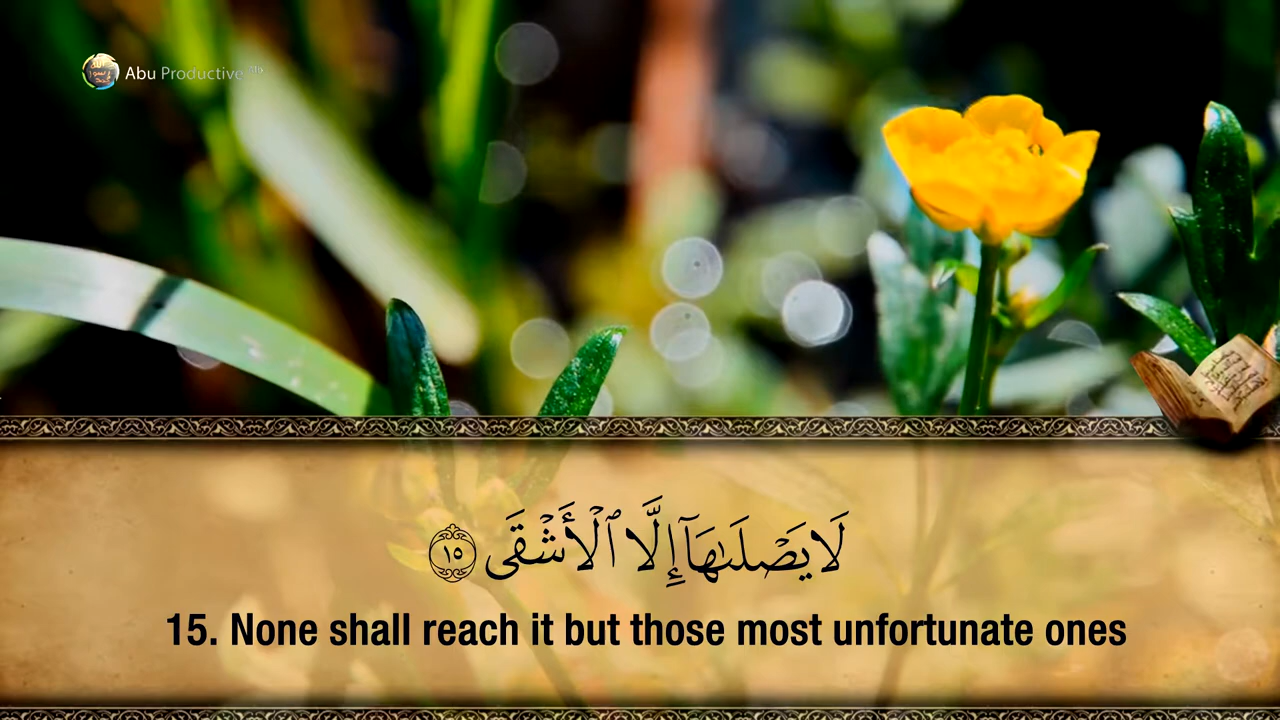 Abu Productive
لَا يَصْلَىٰهَآ إِلَّا ٱلْأَشْقَى ١٥
15. None shall reach it but those most unfortunate ones